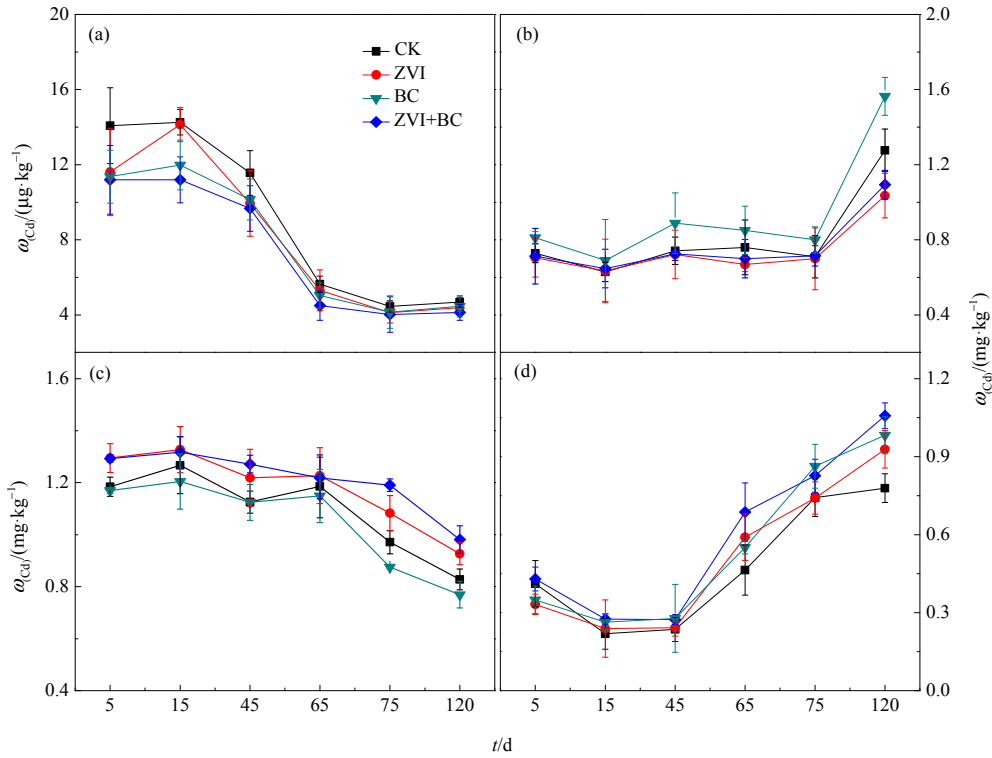 (a)
CK
ZVI
BC
ZVI+BC
(b)
(c)
(d)
20
16
12
8
4
ω(Cd)/(μg·kg⁻¹)
2.0
1.6
1.2
0.8
0.4
0.0
ω(Cd)/(mg·kg⁻¹)
1.6
1.2
0.8
0.4
ω(Cd)/(mg·kg⁻¹)
1.2
0.9
0.6
0.3
0.0
5 15 45 65 75 120
5 15 45 65 75 120
t/d